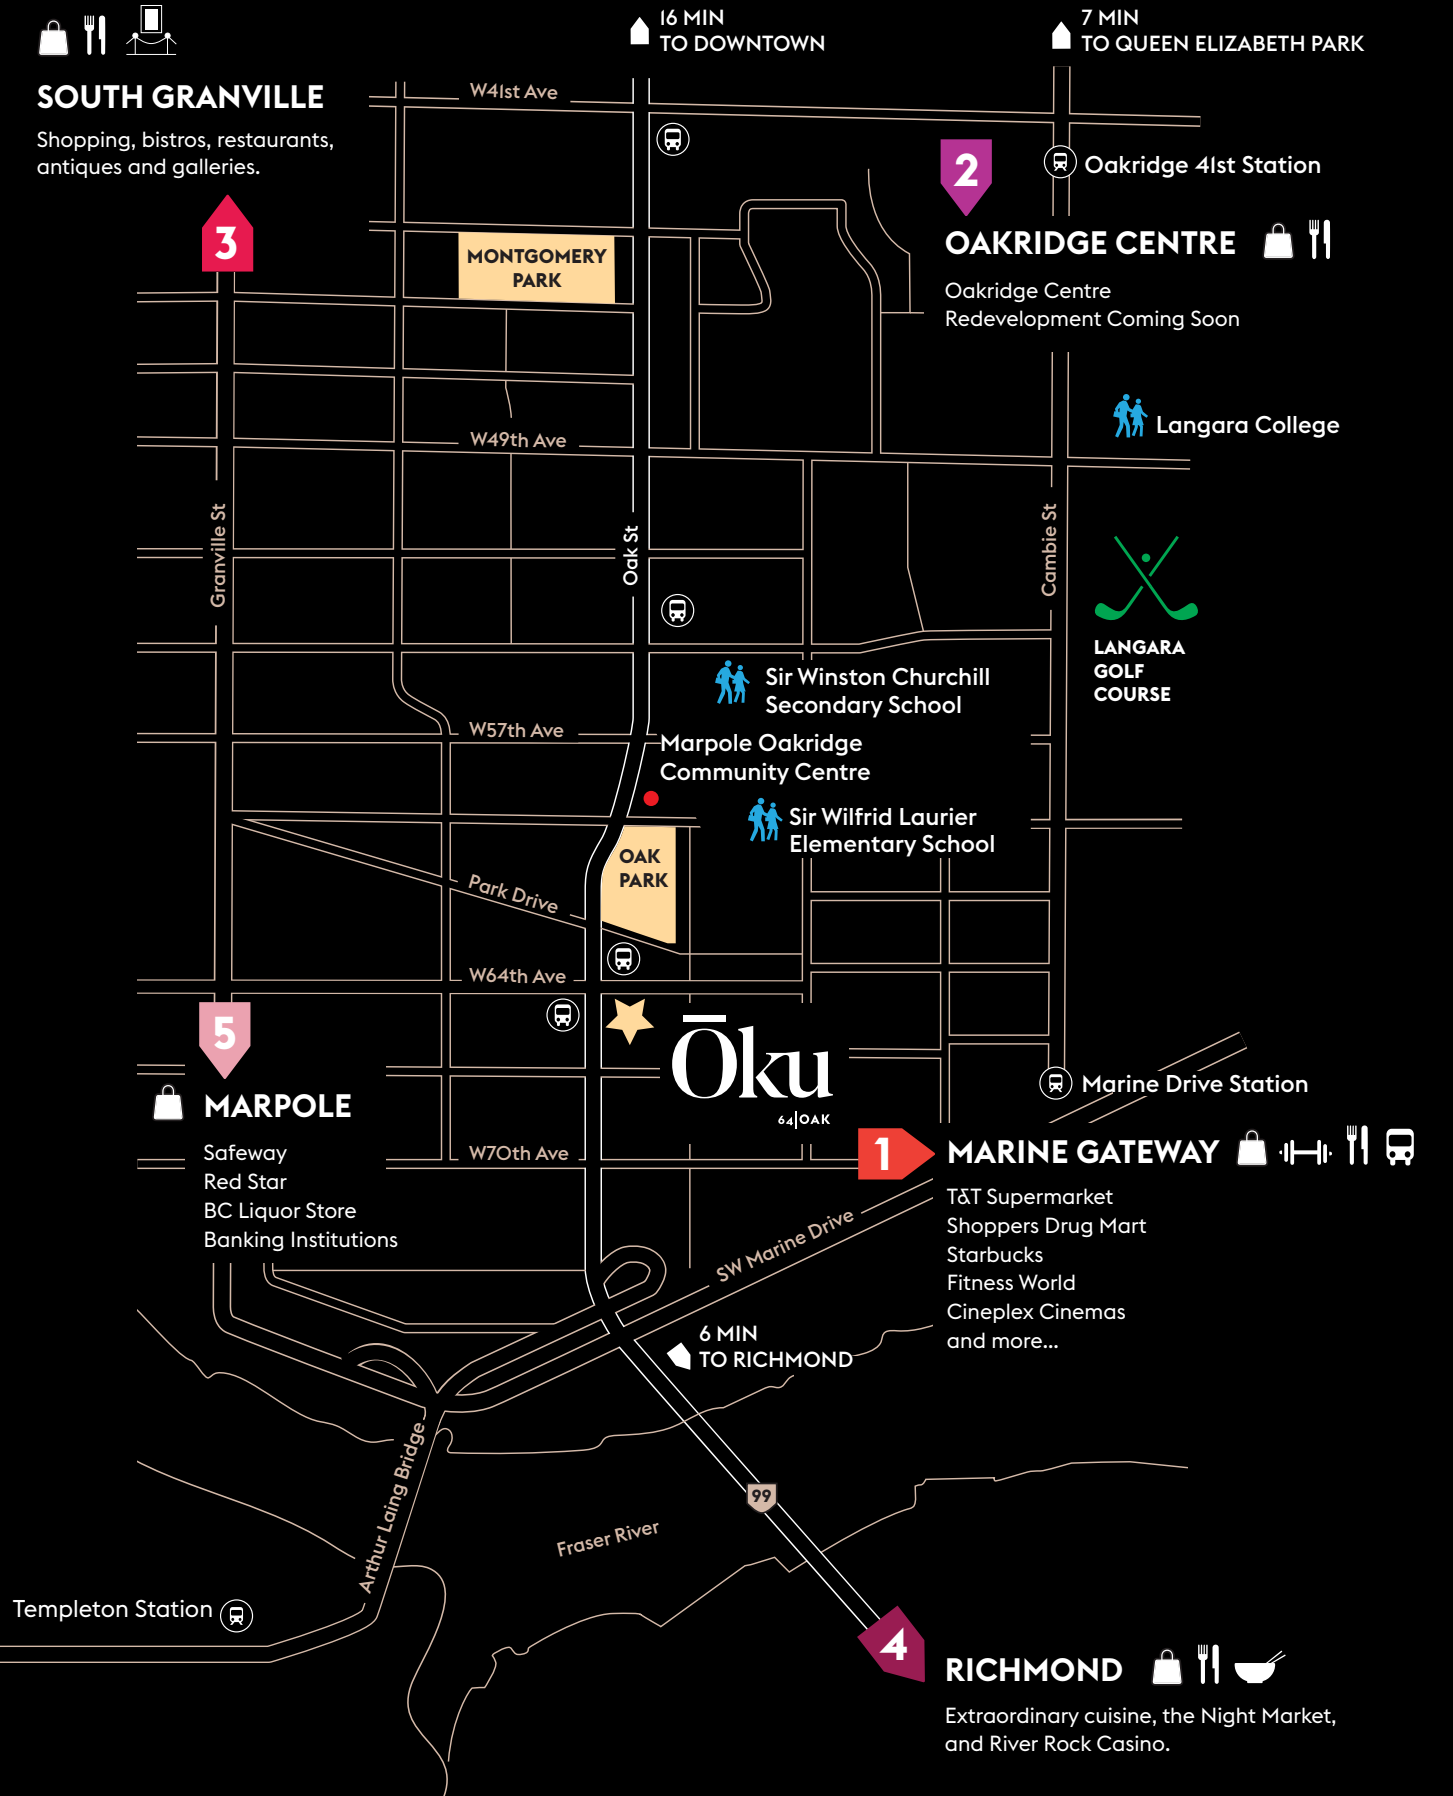 16 MIN
TO DOWNTOWN
7 MIN
TO QUEEN ELIZABETH PARK
SOUTH GRANVILLE
Shopping, bistros, restaurants,
antiques and galleries.
3
W41st Ave
2
Oakridge 41st Station
OAKRIDGE CENTRE
Oakridge Centre
Redevelopment Coming Soon
MONTGOMERY
PARK
Langara College
W49th Ave
Granville St
Oak St
Cambie St
LANGARA
GOLF
COURSE
Sir Winston Churchill
Secondary School
W57th Ave
Marpole Oakridge
Community Centre
Sir Wilfrid Laurier
Elementary School
OAK
PARK
Park Drive
W64th Ave
5
Ōku
64|OAK
MARPOLE
Safeway
Red Star
BC Liquor Store
Banking Institutions
Marine Drive Station
W70th Ave
1
MARINE GATEWAY
T&T Supermarket
Shoppers Drug Mart
Starbucks
Fitness World
Cineplex Cinemas
and more...
SW Marine Drive
6 MIN
TO RICHMOND
Arthur Laing Bridge
99
Fraser River
Templeton Station
4
RICHMOND
Extraordinary cuisine, the Night Market,
and River Rock Casino.